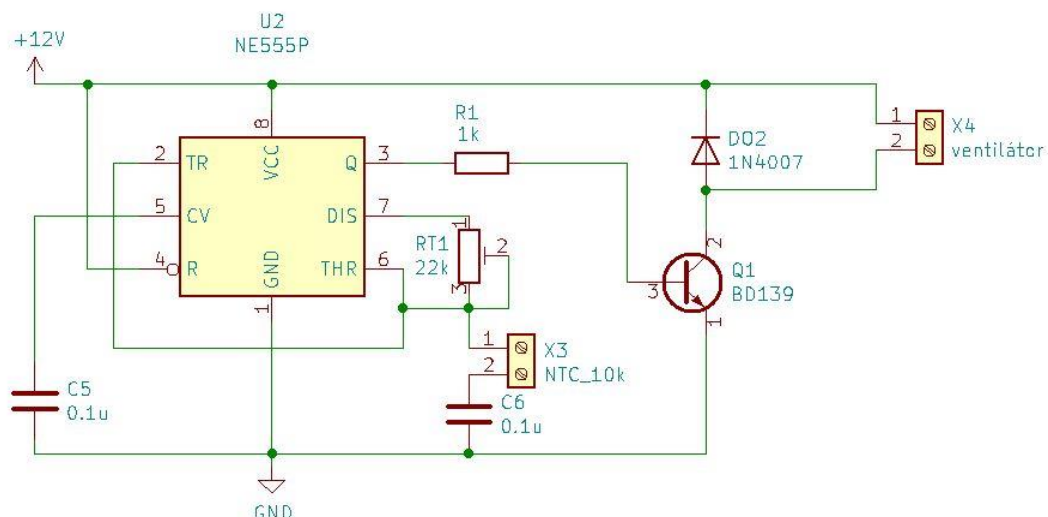 U2
NE555P
+12V
8
VCC
2
TR
Q
3
R1
1k
5
CV
DIS
7
4
R
THR
6
GND
1
RT1
22k
1
2
3
DO2
1N4007
1
2
X4
ventilátor
2
3
1
Q1
BD139
1
2
X3
NTC_10k
C5
0.1u
C6
0.1u
GND